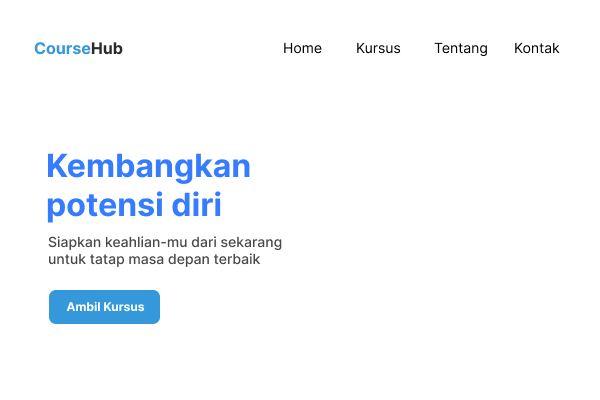 CourseHub Home Kursus Tentang Kontak
Kembangkan
potensi diri
Siapkan keahlian-mu dari sekarang
untuk tatap masa depan terbaik
Ambil Kursus